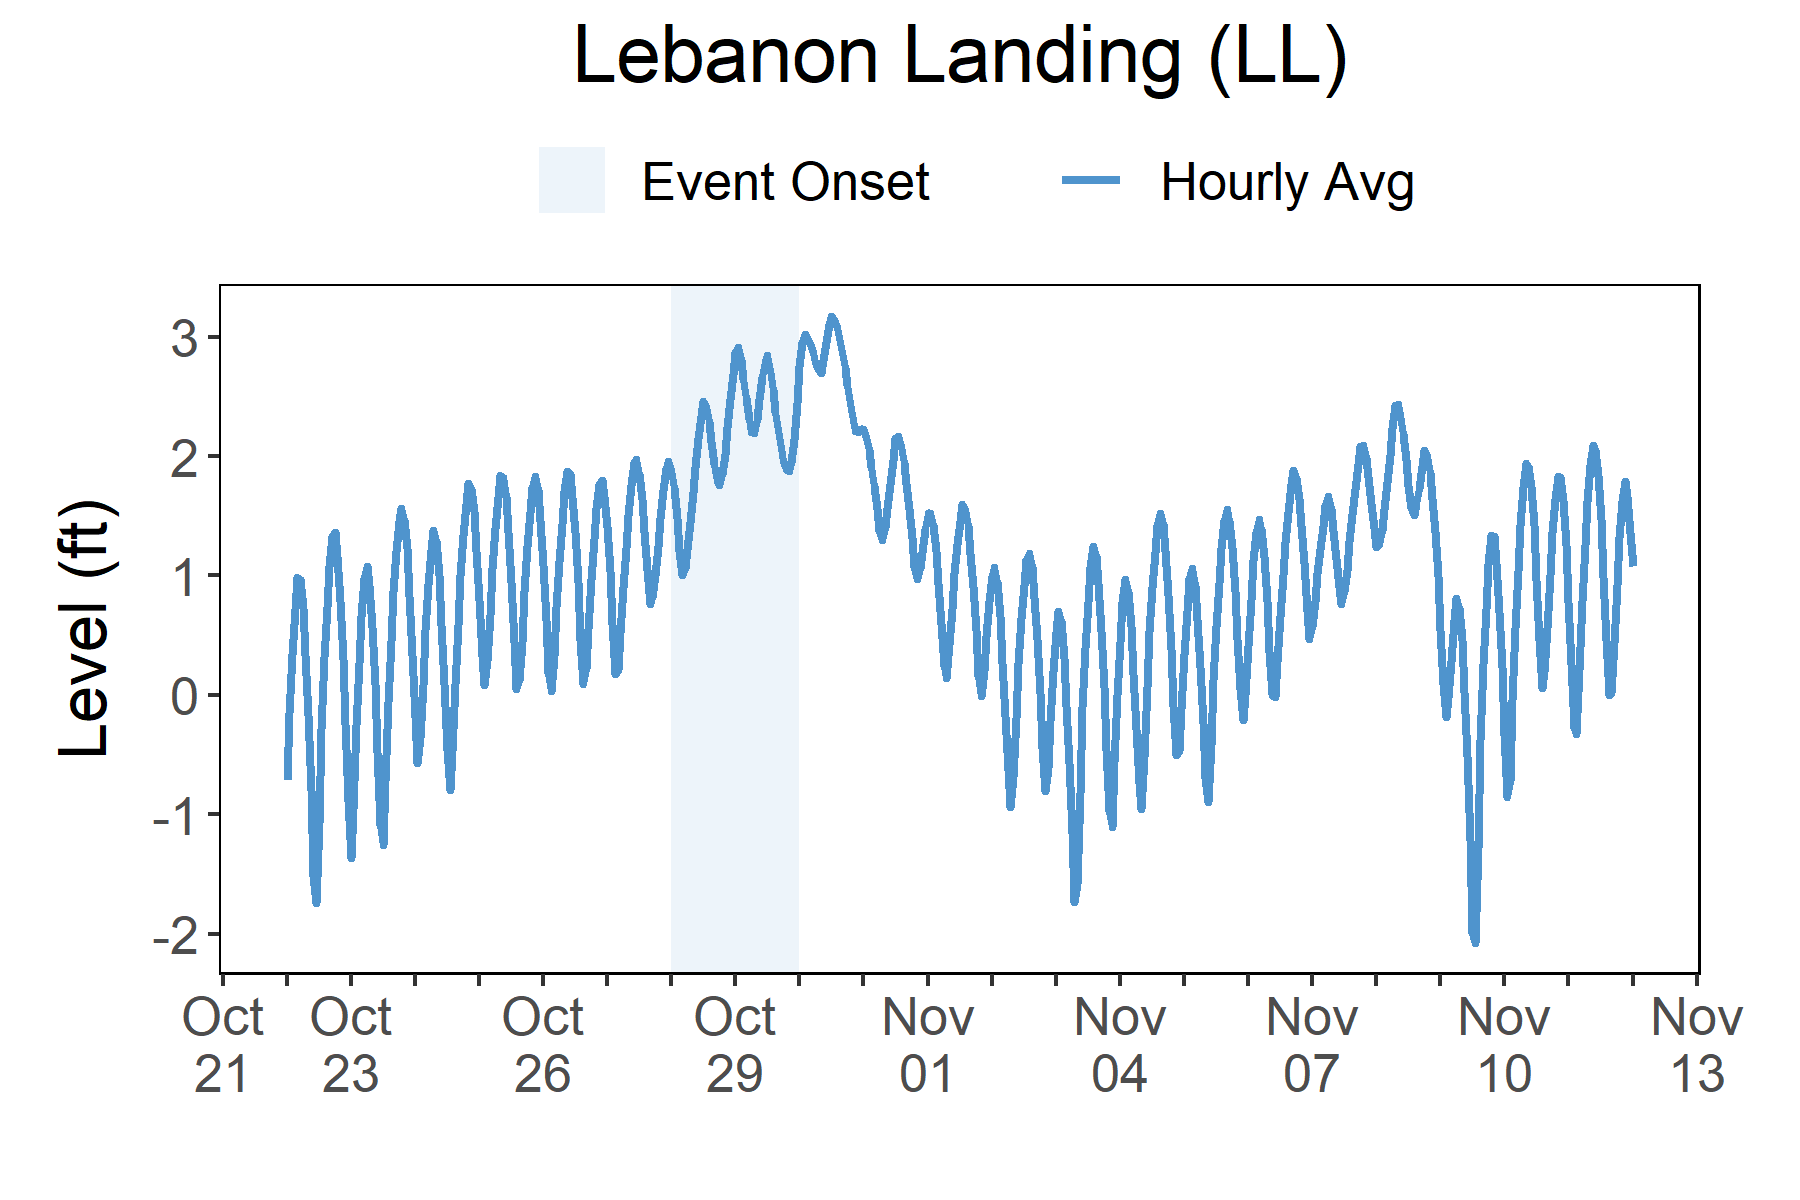 Lebanon Landing (LL)
Event Onset
Hourly Avg
Level (ft)
3
2
1
0
-1
-2
Oct 21
Oct 23
Oct 26
Oct 29
Nov 01
Nov 04
Nov 07
Nov 10
Nov 13